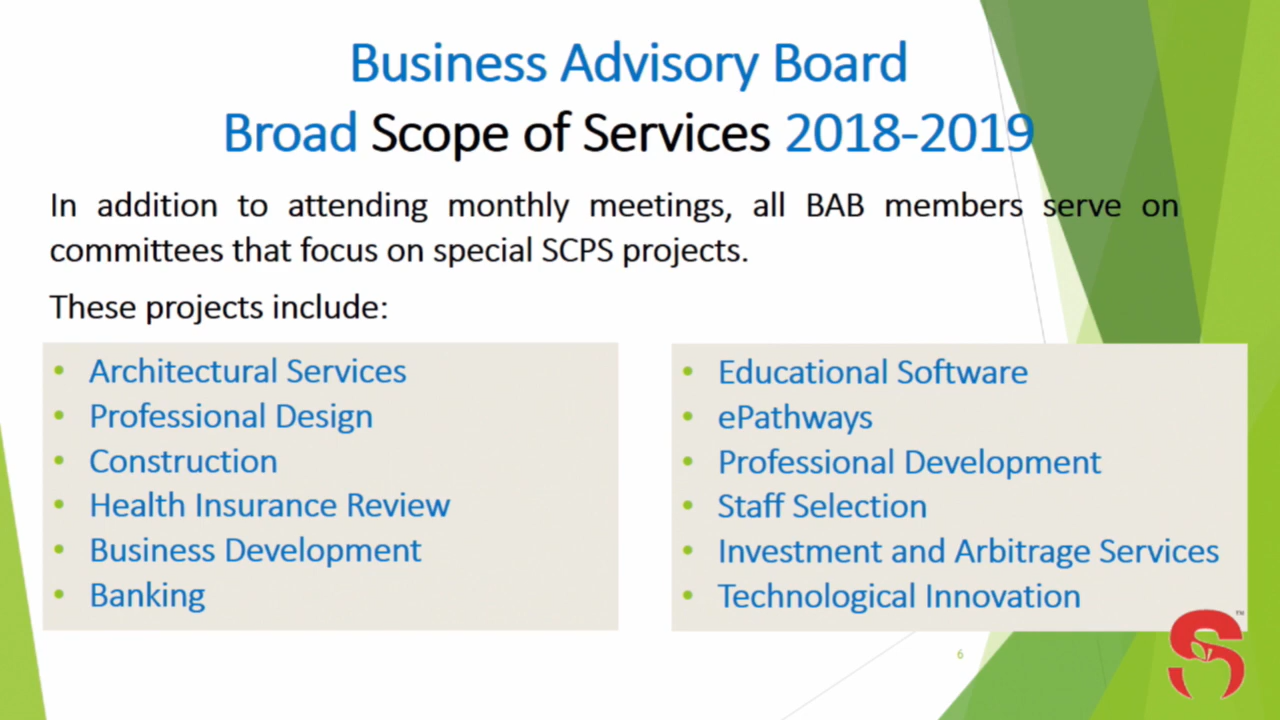 Business Advisory Board
Broad Scope of Services 2018-2019
In addition to attending monthly meetings, all BAB members serve on
committees that focus on special SCPS projects.
These projects include:
• Architectural Services
• Professional Design
• Construction
• Health Insurance Review
• Business Development
• Banking
• Educational Software
• ePathways
• Professional Development
• Staff Selection
• Investment and Arbitrage Services
• Technological Innovation
6
TM